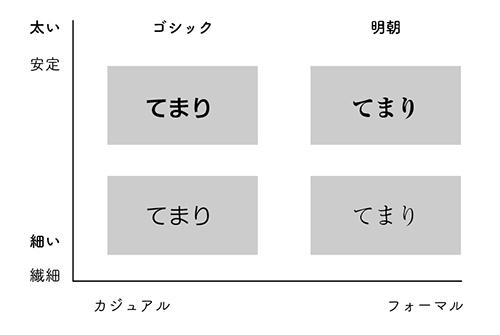 太い ゴシック 明朝
安定
てまり てまり
てまり てまり
細い
繊細
カジュアル フォーマル